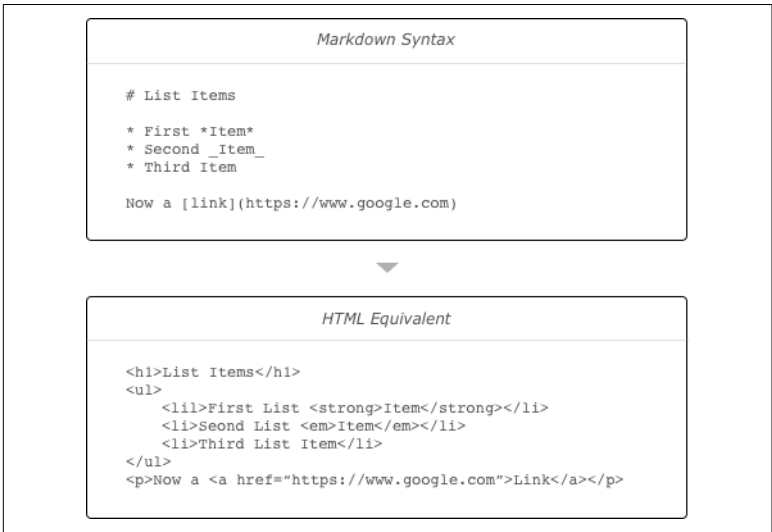 Markdown Syntax
# List Items
* First *Item*
* Second _Item_
* Third Item
Now a [link](https://www.google.com)
HTML Equivalent
<h1>List Items</h1>
<ul>
<lil>First List <strong>Item</strong></li>
<li>Seond List <em>Item</em></li>
<li>Third List Item</li>
</ul>
<p>Now a <a href="https://www.google.com">Link</a></p>